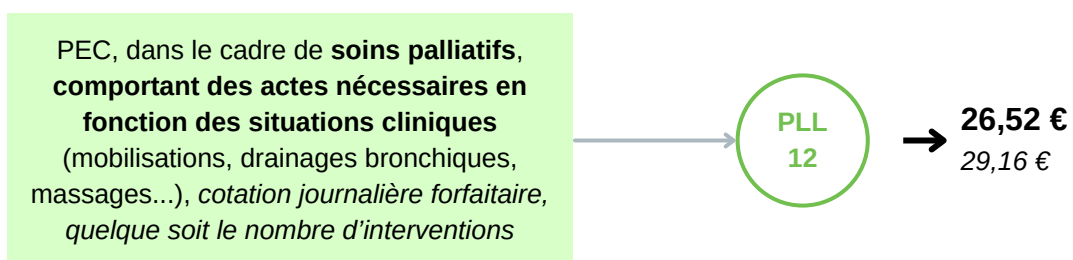 PEC, dans le cadre de soins palliatifs,
comportant des actes nécessaires en
fonction des situations cliniques
(mobilisations, drainages bronchiques,
massages...), cotation journalière forfaitaire,
quelque soit le nombre d'interventions
PLL
12
26,52 €
29,16 €